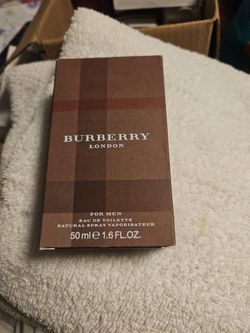 BURBERRY
LONDON
FOR MEN
EAU DE TOILETTE
NATURAL SPRAY VAPORISATEUR
50 ml ℮ 1.6 FL.OZ.